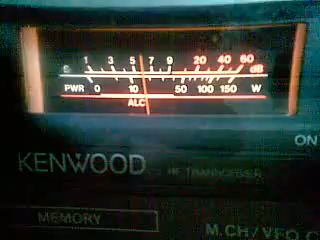 1 3 5 7 9 20 40 60
S dB
PWR 0 10 50 100 150 W
ALC
ON
KENWOOD HF TRANSCEIVER
MEMORY
M.CH/VFO